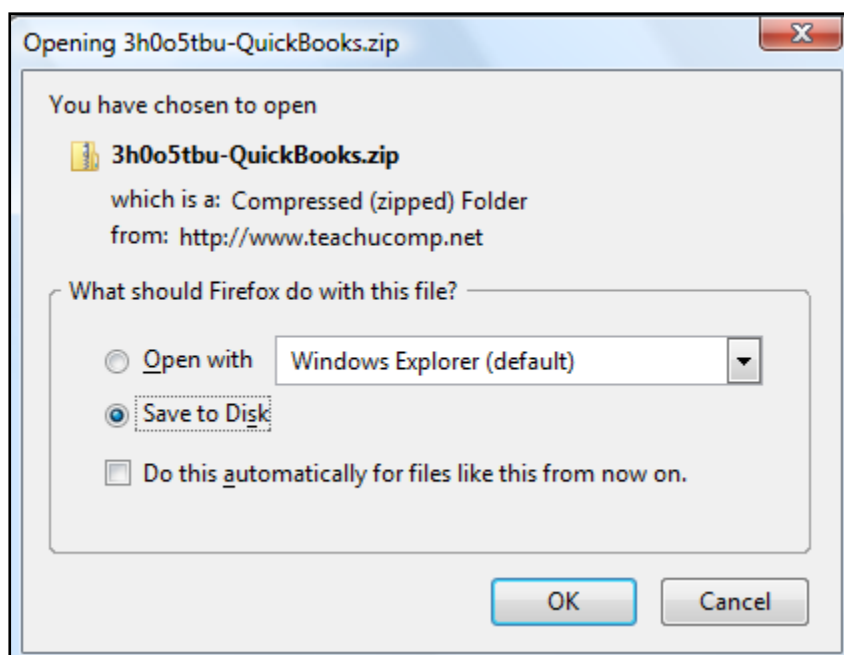 Opening 3h0o5tbu-QuickBooks.zip
You have chosen to open
3h0o5tbu-QuickBooks.zip
which is a: Compressed (zipped) Folder
from: http://www.teachucomp.net
What should Firefox do with this file?
Open with Windows Explorer (default)
Save to Disk
Do this automatically for files like this from now on.
OK Cancel